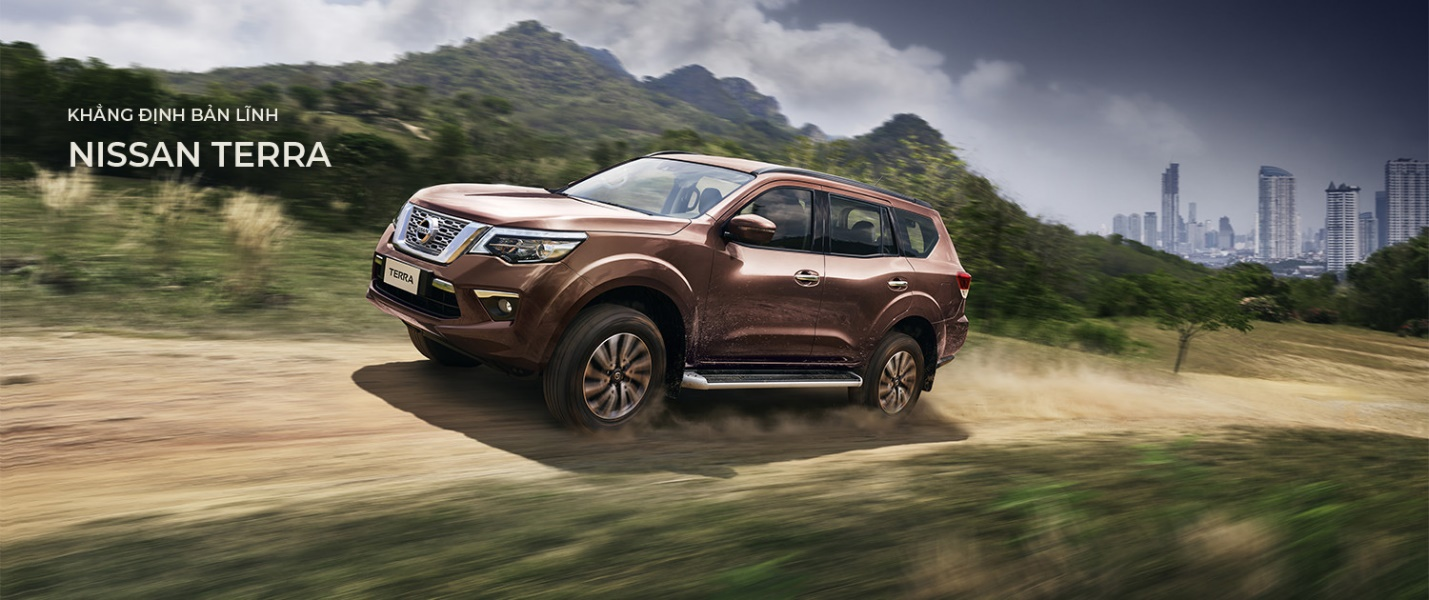 KHẲNG ĐỊNH BẢN LĨNH
NISSAN TERRA
TERRA